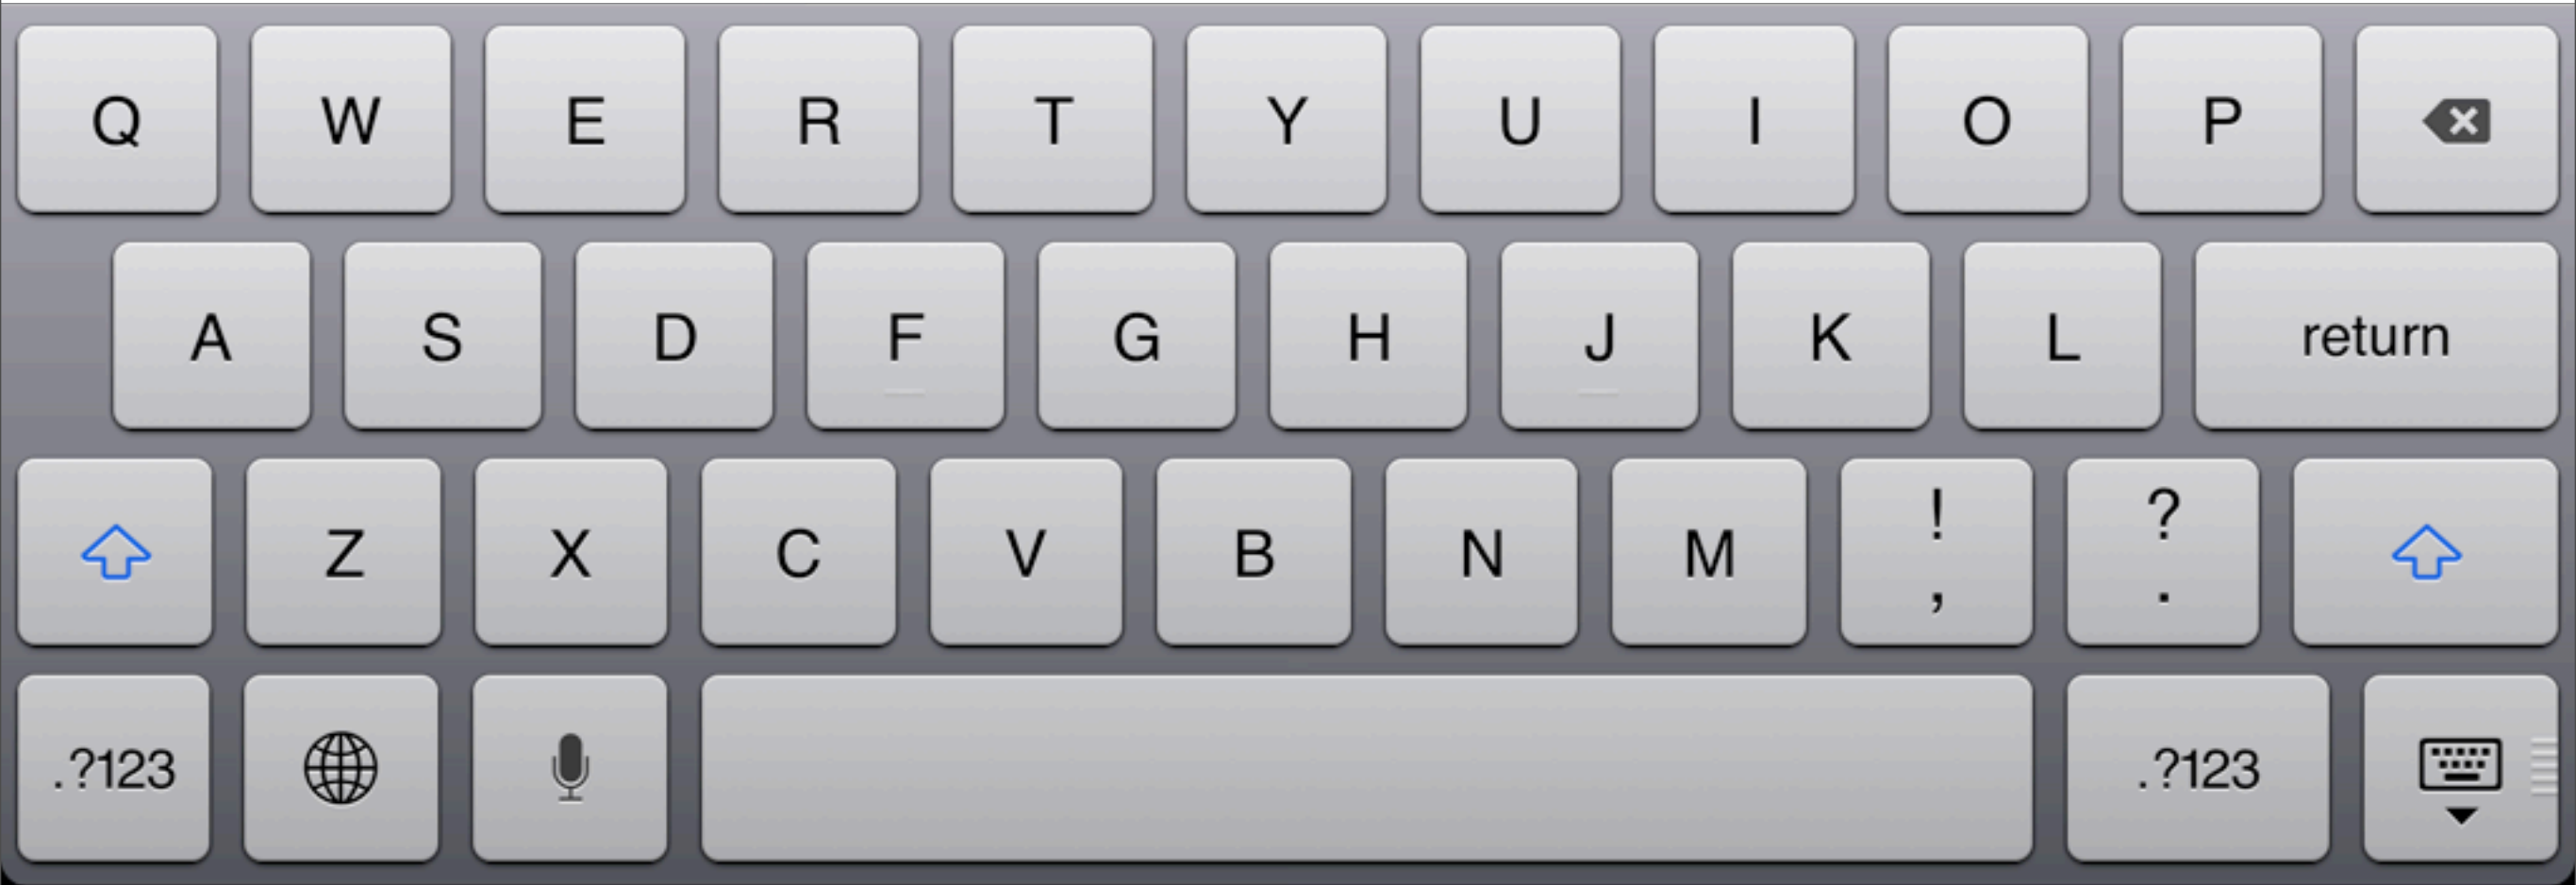 Q W E R T Y U I O P
A S D F G H J K L return
Z X C V B N M ! , ? .
.?123 .?123